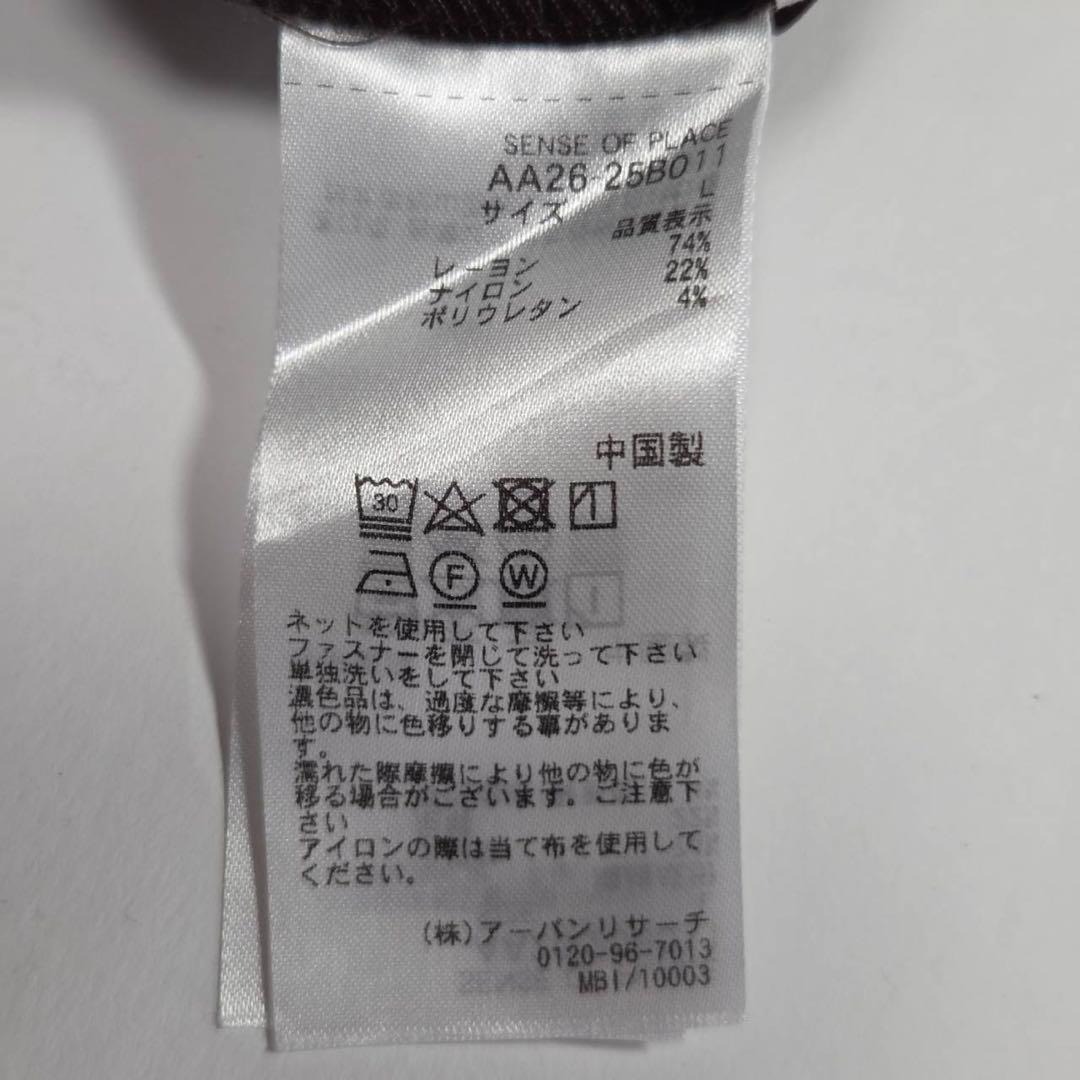 SENSE OF PLACE
AA26-25B011
サイズ L
品質表示
レーヨン 74%
ナイロン 22%
ポリウレタン 4%
中国製
30
F W
ネットを使用して下さい
ファスナーを閉じて洗って下さい
単独洗いをして下さい
濃色品は、過度な摩擦等により、
他の物に色移りする事がありま
す。
濡れた際摩擦により他の物に色が
移る場合がございます。ご注意下
さい
アイロンの際は当て布を使用して
ください。
(株)アーバンリサーチ
0120-96-7013
MBI/10003